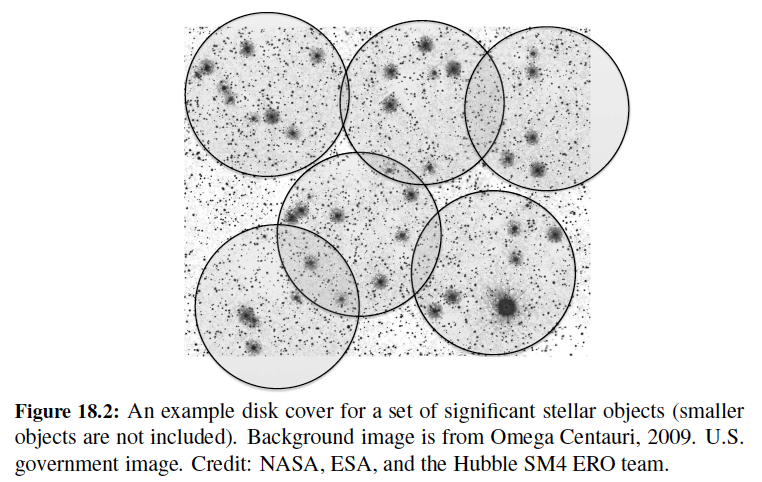 Figure 18.2: An example disk cover for a set of significant stellar objects (smaller
objects are not included). Background image is from Omega Centauri, 2009. U.S.
government image. Credit: NASA, ESA, and the Hubble SM4 ERO team.